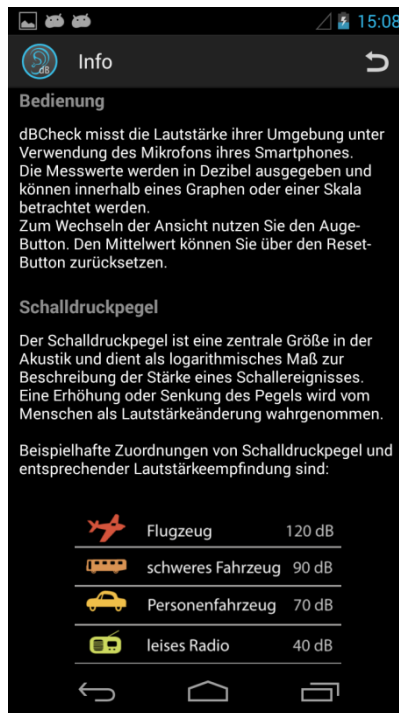 15:08
dB
Info
Bedienung
dBCheck misst die Lautstärke ihrer Umgebung unter
Verwendung des Mikrofons ihres Smartphones.
Die Messwerte werden in Dezibel ausgegeben und
können innerhalb eines Graphen oder einer Skala
betrachtet werden.
Zum Wechseln der Ansicht nutzen Sie den Auge-
Button. Den Mittelwert können Sie über den Reset-
Button zurücksetzen.
Schalldruckpegel
Der Schalldruckpegel ist eine zentrale Größe in der
Akustik und dient als logarithmisches Maß zur
Beschreibung der Stärke eines Schallereignisses.
Eine Erhöhung oder Senkung des Pegels wird vom
Menschen als Lautstärkeänderung wahrgenommen.
Beispielhafte Zuordnungen von Schalldruckpegel und
entsprechender Lautstärkeempfindung sind:
Flugzeug 120 dB
schweres Fahrzeug 90 dB
Personenfahrzeug 70 dB
leises Radio 40 dB